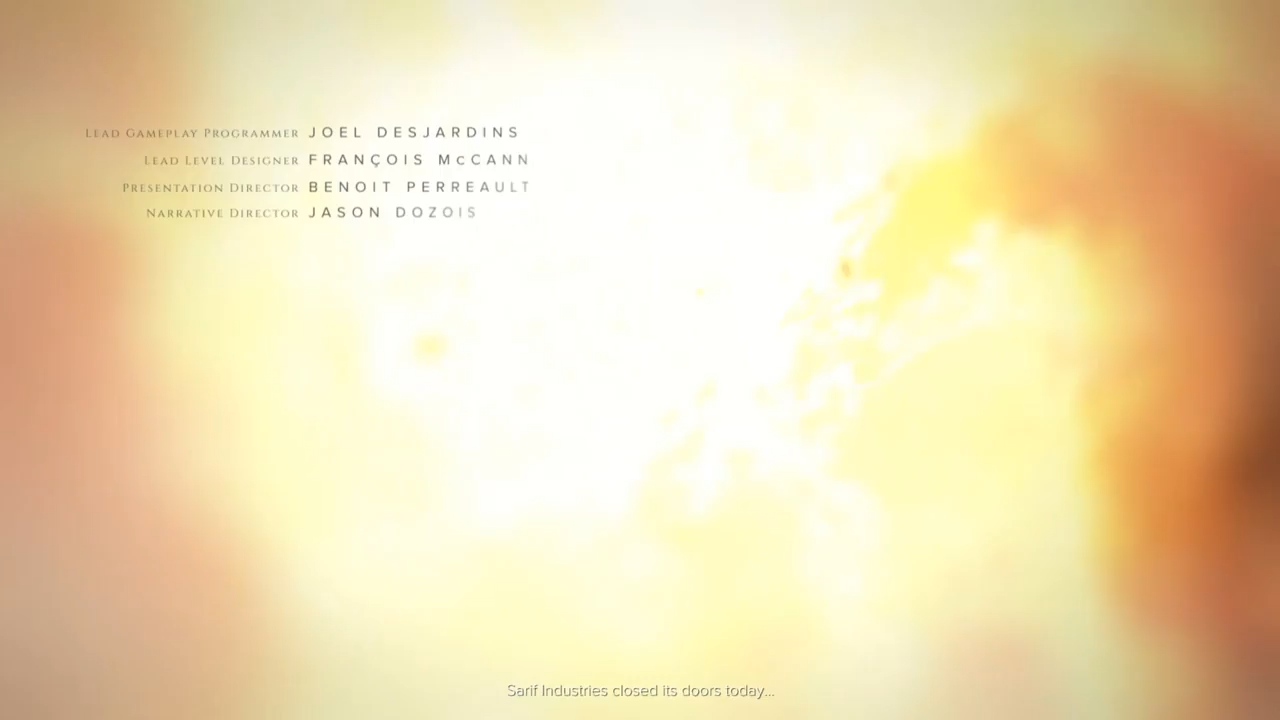 LEAD GAMEPLAY PROGRAMMER JOEL DESJARDINS
LEAD LEVEL DESIGNER FRANÇOIS McCANN
PRESENTATION DIRECTOR BENOIT PERREAULT
NARRATIVE DIRECTOR JASON DOZOIS
Sarif Industries closed its doors today...